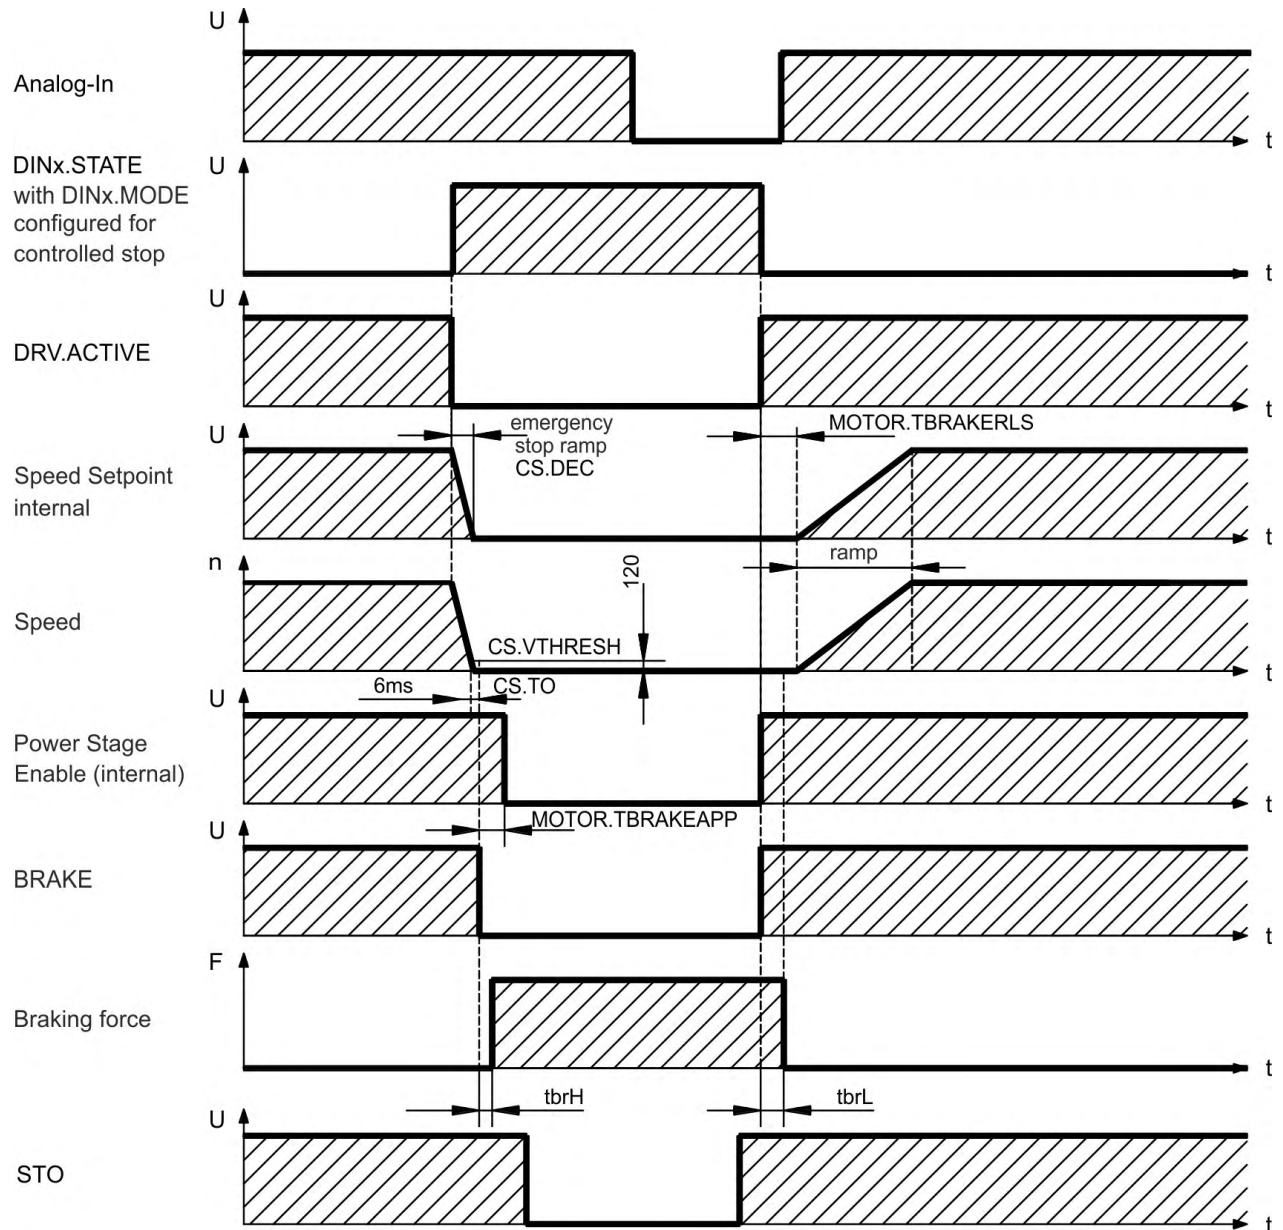 U
Analog-In
t
DINx.STATE
with DINx.MODE
configured for
controlled stop
U
t
U
DRV.ACTIVE
t
U
emergency
stop ramp
CS.DEC
MOTOR.TBRAKERLS
Speed Setpoint
internal
t
n
ramp
120
Speed
CS.VTHRESH
t
6ms
CS.TO
U
Power Stage
Enable (internal)
t
MOTOR.TBRAKEAPP
U
BRAKE
t
F
Braking force
t
tbrH
tbrL
U
STO
t